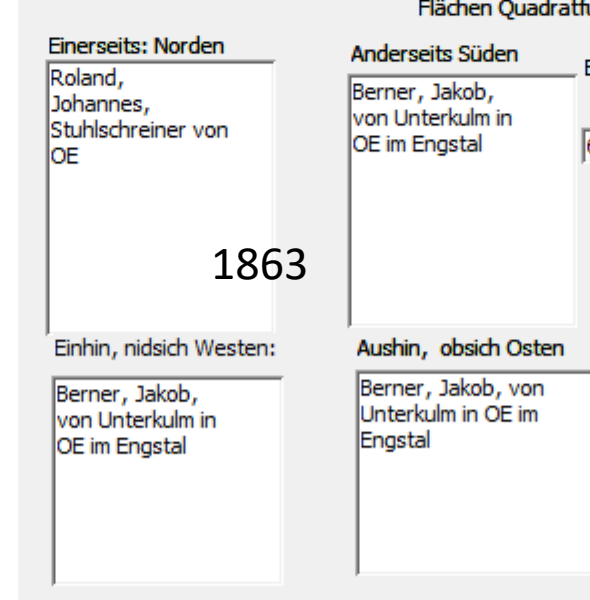 Flächen
Einerseits: Norden
Anderseits Süden
Roland,
Johannes,
Stuhlschreiner von
OE
Berner, Jakob,
von Unterkulm in
OE im Engstal
1863
Einhin, nidsich Westen:
Aushin, obsich Osten
Berner, Jakob,
von Unterkulm in
OE im Engstal
Berner, Jakob, von
Unterkulm in OE im
Engstal